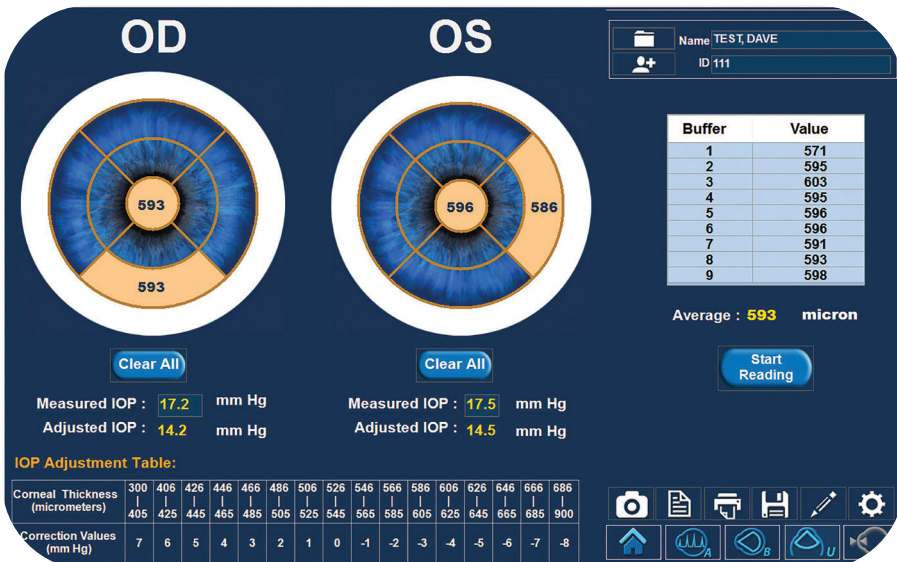 OD OS
Name TEST, DAVE
ID 111
593
593
596
586
Buffer Value
1 571
2 595
3 603
4 595
5 596
6 596
7 591
8 593
9 598
Average : 593 micron
Clear All
Clear All
Start
Reading
Measured IOP : 17.2 mm Hg
Adjusted IOP : 14.2 mm Hg
Measured IOP : 17.5 mm Hg
Adjusted IOP : 14.5 mm Hg
IOP Adjustment Table:
Corneal Thickness
(micrometers)
300 406 426 446 466 486 506 526 546 566 586 606 626 646 666 686
| | | | | | | | | | | | | | | |
405 425 445 465 485 505 525 545 565 585 605 625 645 665 685 900
Correction Values
(mm Hg)
7 6 5 4 3 2 1 0 -1 -2 -3 -4 -5 -6 -7 -8
A B U